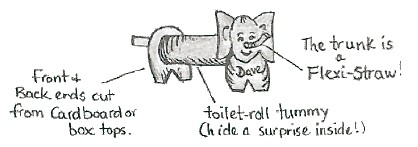 The trunk is
a
Flexi-Straw!
Dave
Front &
Back ends cut
from Cardboard or
box tops.
toilet-roll tummy
(hide a surprise inside!)